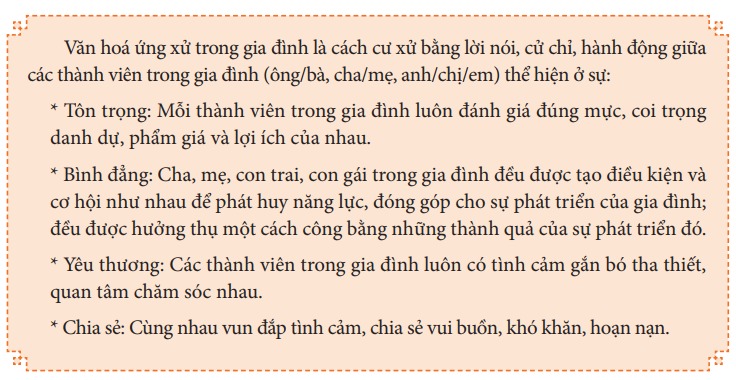 Văn hoá ứng xử trong gia đình là cách cư xử bằng lời nói, cử chỉ, hành động giữa
các thành viên trong gia đình (ông/bà, cha/mẹ, anh/chị/em) thể hiện ở sự:
* Tôn trọng: Mỗi thành viên trong gia đình luôn đánh giá đúng mực, coi trọng
danh dự, phẩm giá và lợi ích của nhau.
* Bình đẳng: Cha, mẹ, con trai, con gái trong gia đình đều được tạo điều kiện và
cơ hội như nhau để phát huy năng lực, đóng góp cho sự phát triển của gia đình;
đều được hưởng thụ một cách công bằng những thành quả của sự phát triển đó.
* Yêu thương: Các thành viên trong gia đình luôn có tình cảm gắn bó tha thiết,
quan tâm chăm sóc nhau.
* Chia sẻ: Cùng nhau vun đắp tình cảm, chia sẻ vui buồn, khó khăn, hoạn nạn.